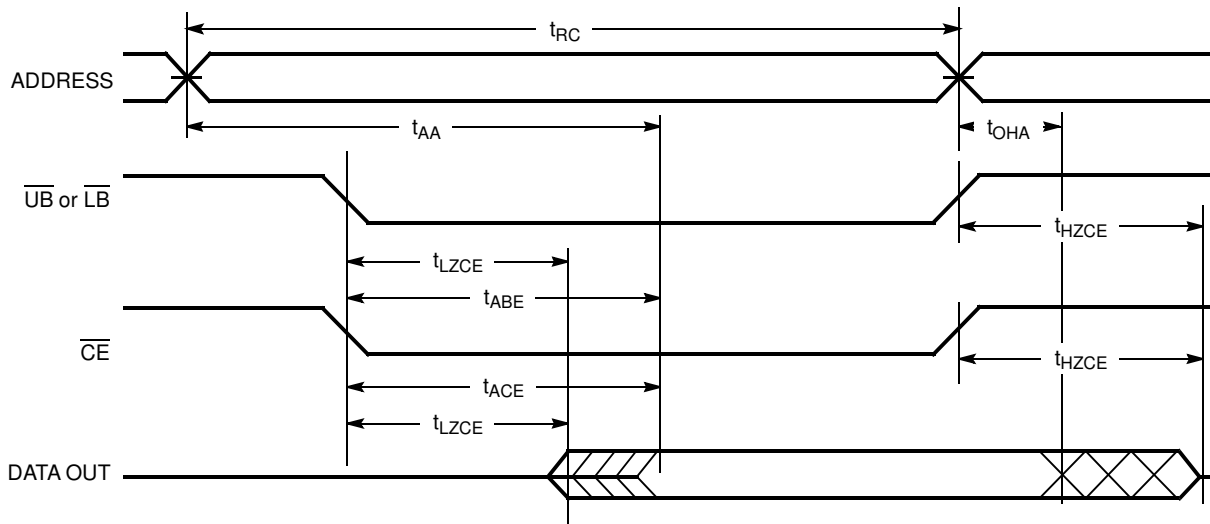 tRC
ADDRESS
tAA
tOHA
UB or LB
tHZCE
tLZCE
tABE
CE
tHZCE
tACE
tLZCE
DATA OUT